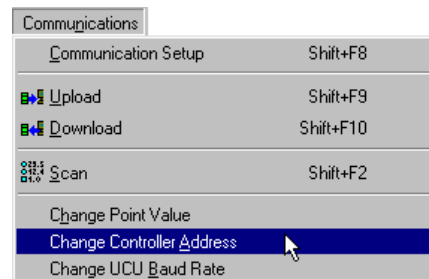 Communications
Communication Setup Shift+F8
Upload Shift+F9
Download Shift+F10
Scan Shift+F2
Change Point Value
Change Controller Address
Change UCU Baud Rate